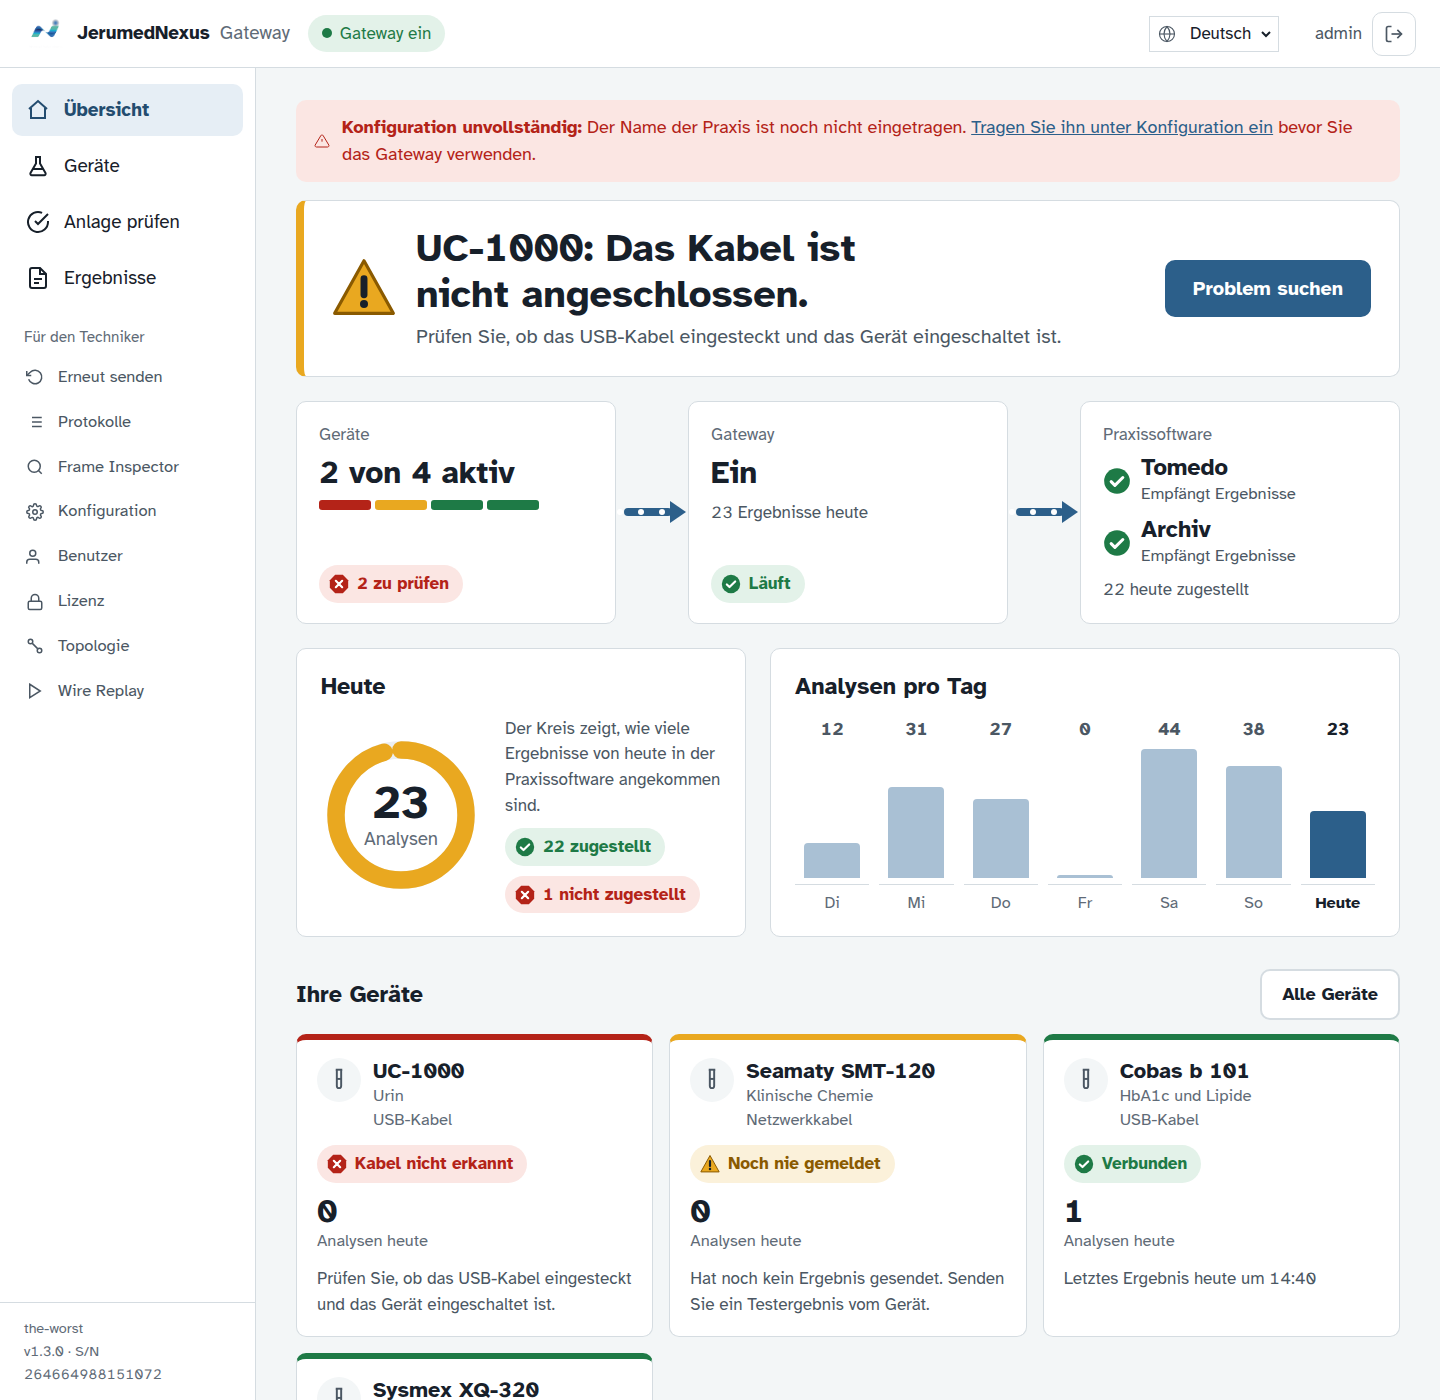 JerumedNexus Gateway
Gateway ein
Deutsch
admin
Übersicht
Geräte
Anlage prüfen
Ergebnisse
Für den Techniker
Erneut senden
Protokolle
Frame Inspector
Konfiguration
Benutzer
Lizenz
Topologie
Wire Replay
the-worst
v1.3.0 · S/N
264664988151072
Konfiguration unvollständig: Der Name der Praxis ist noch nicht eingetragen. Tragen Sie ihn unter Konfiguration ein bevor Sie
das Gateway verwenden.
UC-1000: Das Kabel ist
nicht angeschlossen.
Prüfen Sie, ob das USB-Kabel eingesteckt und das Gerät eingeschaltet ist.
Problem suchen
Geräte
2 von 4 aktiv
2 zu prüfen
Gateway
Ein
23 Ergebnisse heute
Läuft
Praxissoftware
Tomedo
Empfängt Ergebnisse
Archiv
Empfängt Ergebnisse
22 heute zugestellt
Heute
23
Analysen
Der Kreis zeigt, wie viele
Ergebnisse von heute in der
Praxissoftware angekommen
sind.
22 zugestellt
1 nicht zugestellt
Analysen pro Tag
12 31 27 0 44 38 23
Di Mi Do Fr Sa So Heute
Ihre Geräte
Alle Geräte
UC-1000
Urin
USB-Kabel
Kabel nicht erkannt
0
Analysen heute
Prüfen Sie, ob das USB-Kabel eingesteckt
und das Gerät eingeschaltet ist.
Seamaty SMT-120
Klinische Chemie
Netzwerkkabel
Noch nie gemeldet
0
Analysen heute
Hat noch kein Ergebnis gesendet. Senden
Sie ein Testergebnis vom Gerät.
Cobas b 101
HbA1c und Lipide
USB-Kabel
Verbunden
1
Analysen heute
Letztes Ergebnis heute um 14:40
Sysmex XQ-320